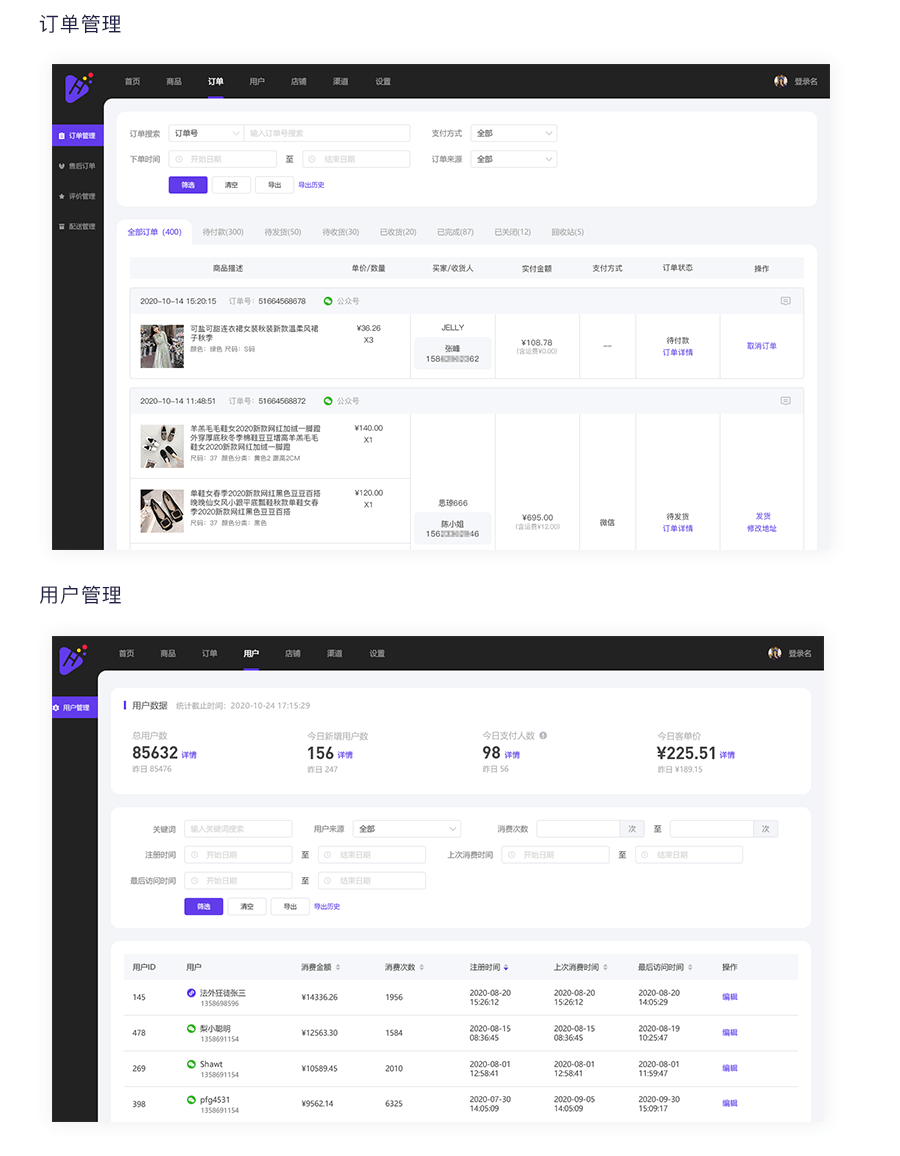 订单管理
首页 商品 订单 用户 店铺 渠道 设置 登录名
订单管理
售后订单
评价管理
配送管理
订单搜索 订单号 输入订单号搜索 支付方式 全部
下单时间 开始日期 至 结束日期 订单来源 全部
筛选 清空 导出 导出历史
全部订单 (400) 待付款(300) 待发货(50) 待收货(30) 已收货(20) 已完成(87) 已关闭(12) 回收站(5)
商品描述 单价/数量 买家/收货人 实付金额 支付方式 订单状态 操作
2020-10-14 15:20:15 订单号: 51664568678 公众号
可盐可甜连衣裙女装秋装新款温柔风裙
子秋季
颜色: 绿色 尺码: S码
¥36.26
X3
JELLY
张峰
158 62
¥108.78
(含运费¥0.00)
—
待付款
订单详情
取消订单
2020-10-14 11:48:51 订单号: 51664568872 公众号
羊羔毛毛鞋女2020新款网红加绒一脚蹬
外穿厚底秋冬季棉鞋豆豆增高羊羔毛毛
鞋女2020新款网红加绒一脚蹬
尺码: 37 颜色分类: 黄色2 跟高2CM
¥140.00
X1
单鞋女春季2020新款网红黑色豆豆百搭
晚晚仙女风小跟平底瓢鞋秋款单鞋女春
季2020新款网红黑色豆豆百搭
尺码: 37 颜色分类: 黑色
¥120.00
X1
思琼666
陈小姐
156 46
¥695.00
(含运费¥12.00)
微信
待发货
订单详情
发货
修改地址
用户管理
首页 商品 订单 用户 店铺 渠道 设置 登录名
用户管理
用户数据 统计截止时间: 2020-10-24 17:15:29
总用户数 今日新增用户数 今日支付人数 今日客单价
85632 详情 156 详情 98 详情 ¥225.51 详情
昨日 85476 昨日 247 昨日 56 昨日 ¥189.15
关键词 输入关键词搜索 用户来源 全部 消费次数 次 至 次
注册时间 开始日期 至 结束日期 上次消费时间 开始日期 至 结束日期
最后访问时间 开始日期 至 结束日期
筛选 清空 导出 导出历史
用户ID 用户 消费金额 消费次数 注册时间 上次消费时间 最后访问时间 操作
145 法外狂徒张三 1358698596 ¥14336.26 1956 2020-08-20 15:26:12 2020-08-20 15:26:12 2020-08-20 14:05:29 编辑
478 梨小聪明 1358691154 ¥12563.30 1584 2020-08-15 08:36:45 2020-08-15 08:36:45 2020-08-19 10:25:47 编辑
269 Shawt 1358691154 ¥10589.45 2010 2020-08-01 12:58:41 2020-08-01 12:58:41 2020-08-01 11:59:47 编辑
398 pfg4531 1358691154 ¥9562.14 6325 2020-07-30 14:05:09 2020-09-05 14:05:09 2020-09-30 15:09:17 编辑